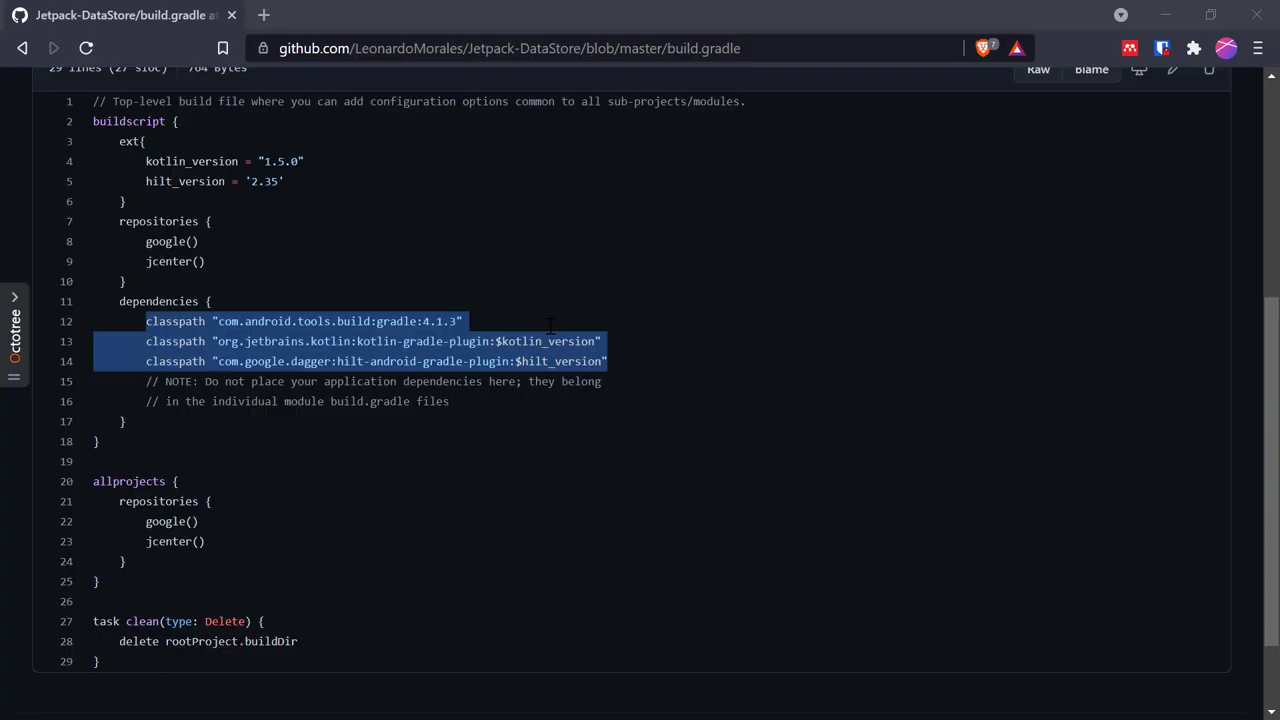 Jetpack-DataStore/build.gradle at
github.com/LeonardoMorales/Jetpack-DataStore/blob/master/build.gradle
7
29 lines (27 sloc) 764 Bytes
Raw Blame
1 // Top-level build file where you can add configuration options common to all sub-projects/modules.
2 buildscript {
3 ext{
4 kotlin_version = "1.5.0"
5 hilt_version = '2.35'
6 }
7 repositories {
8 google()
9 jcenter()
10 }
11 dependencies {
12 classpath "com.android.tools.build:gradle:4.1.3"
13 classpath "org.jetbrains.kotlin:kotlin-gradle-plugin:$kotlin_version"
14 classpath "com.google.dagger:hilt-android-gradle-plugin:$hilt_version"
15 // NOTE: Do not place your application dependencies here; they belong
16 // in the individual module build.gradle files
17 }
18 }
19
20 allprojects {
21 repositories {
22 google()
23 jcenter()
24 }
25 }
26
27 task clean(type: Delete) {
28 delete rootProject.buildDir
29 }
Octotree